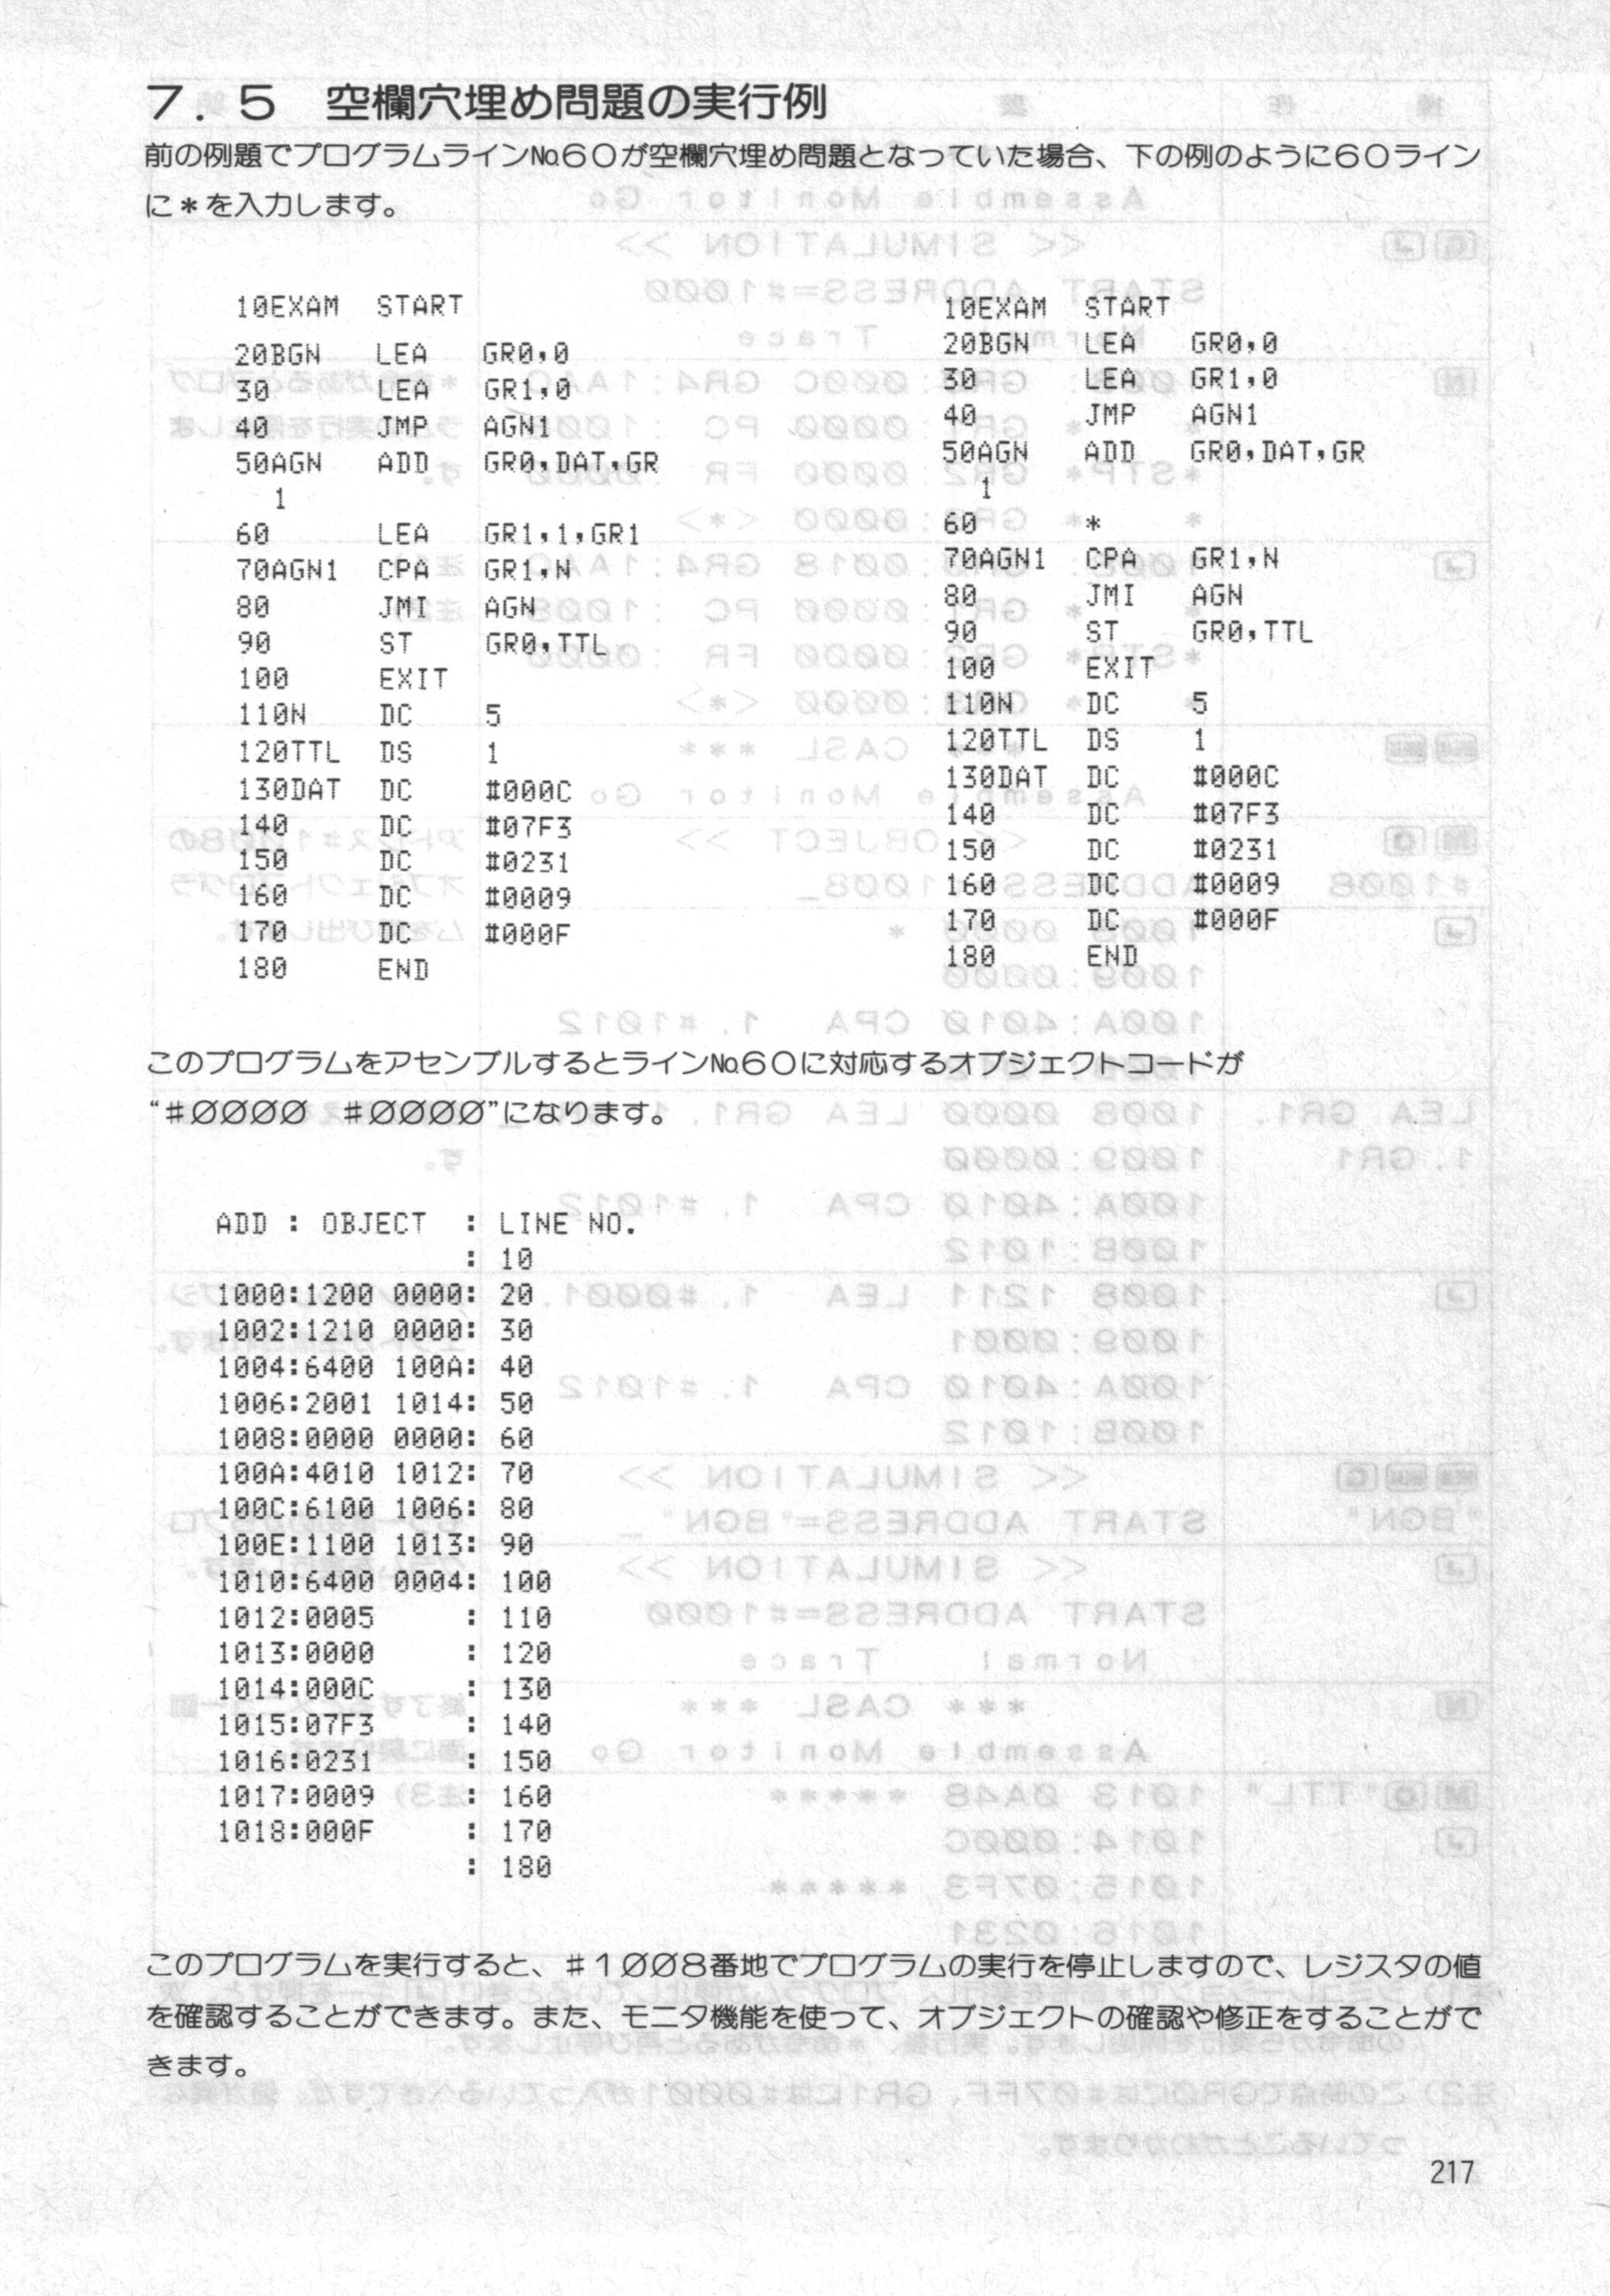 7．5　空欄穴埋め問題の実行例
前の例題でプログラムライン№60が空欄穴埋め問題となっていた場合、下の例のように60ライン
に＊を入力します。
10EXAM  START
20BGN   LEA   GR0,0
30      LEA   GR1,0
40      JMP   AGN1
50AGN   ADD   GR0,DAT,GR
  1
60      LEA   GR1,1,GR1
70AGN1  CPA   GR1,N
80      JMI   AGN
90      ST    GR0,TTL
100     EXIT
110N    DC    5
120TTL  DS    1
130DAT  DC    #000C
140     DC    #07F3
150     DC    #0231
160     DC    #0009
170     DC    #000F
180     END
10EXAM  START
20BGN   LEA   GR0,0
30      LEA   GR1,0
40      JMP   AGN1
50AGN   ADD   GR0,DAT,GR
  1
60      *
70AGN1  CPA   GR1,N
80      JMI   AGN
90      ST    GR0,TTL
100     EXIT
110N    DC    5
120TTL  DS    1
130DAT  DC    #000C
140     DC    #07F3
150     DC    #0231
160     DC    #0009
170     DC    #000F
180     END
このプログラムをアセンブルするとライン№60に対応するオブジェクトコードが
“＃0000　＃0000”になります。
ADD : OBJECT  : LINE NO.
              : 10
1000:1200 0000: 20
1002:1210 0000: 30
1004:6400 100A: 40
1006:2001 1014: 50
1008:0000 0000: 60
100A:4010 1012: 70
100C:6100 1006: 80
100E:1100 1013: 90
1010:6400 0004: 100
1012:0005     : 110
1013:0000     : 120
1014:000C     : 130
1015:07F3     : 140
1016:0231     : 150
1017:0009     : 160
1018:000F     : 170
              : 180
このプログラムを実行すると、＃1008番地でプログラムの実行を停止しますので、レジスタの値
を確認することができます。また、モニタ機能を使って、オブジェクトの確認や修正をすることがで
きます。
217